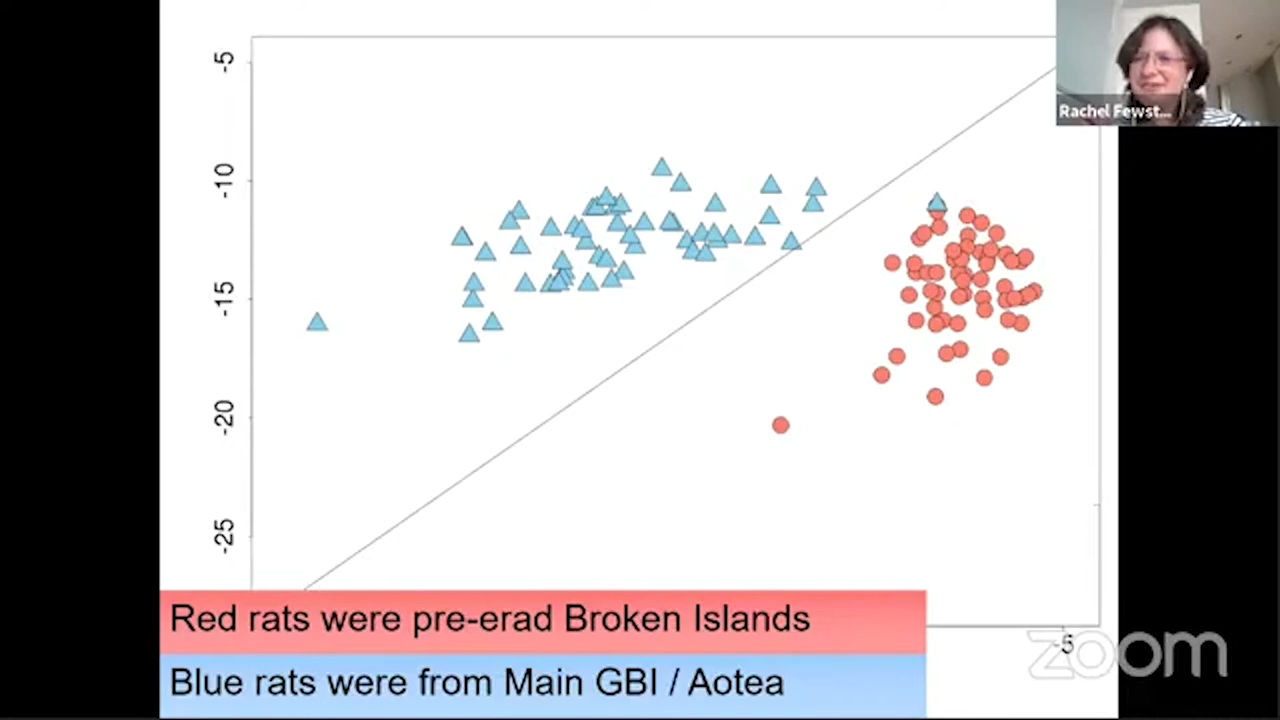 -5
Rachel Fewst...
-10
-15
-20
-25
Red rats were pre-erad Broken Islands
-5
zoom
Blue rats were from Main GBI / Aotea